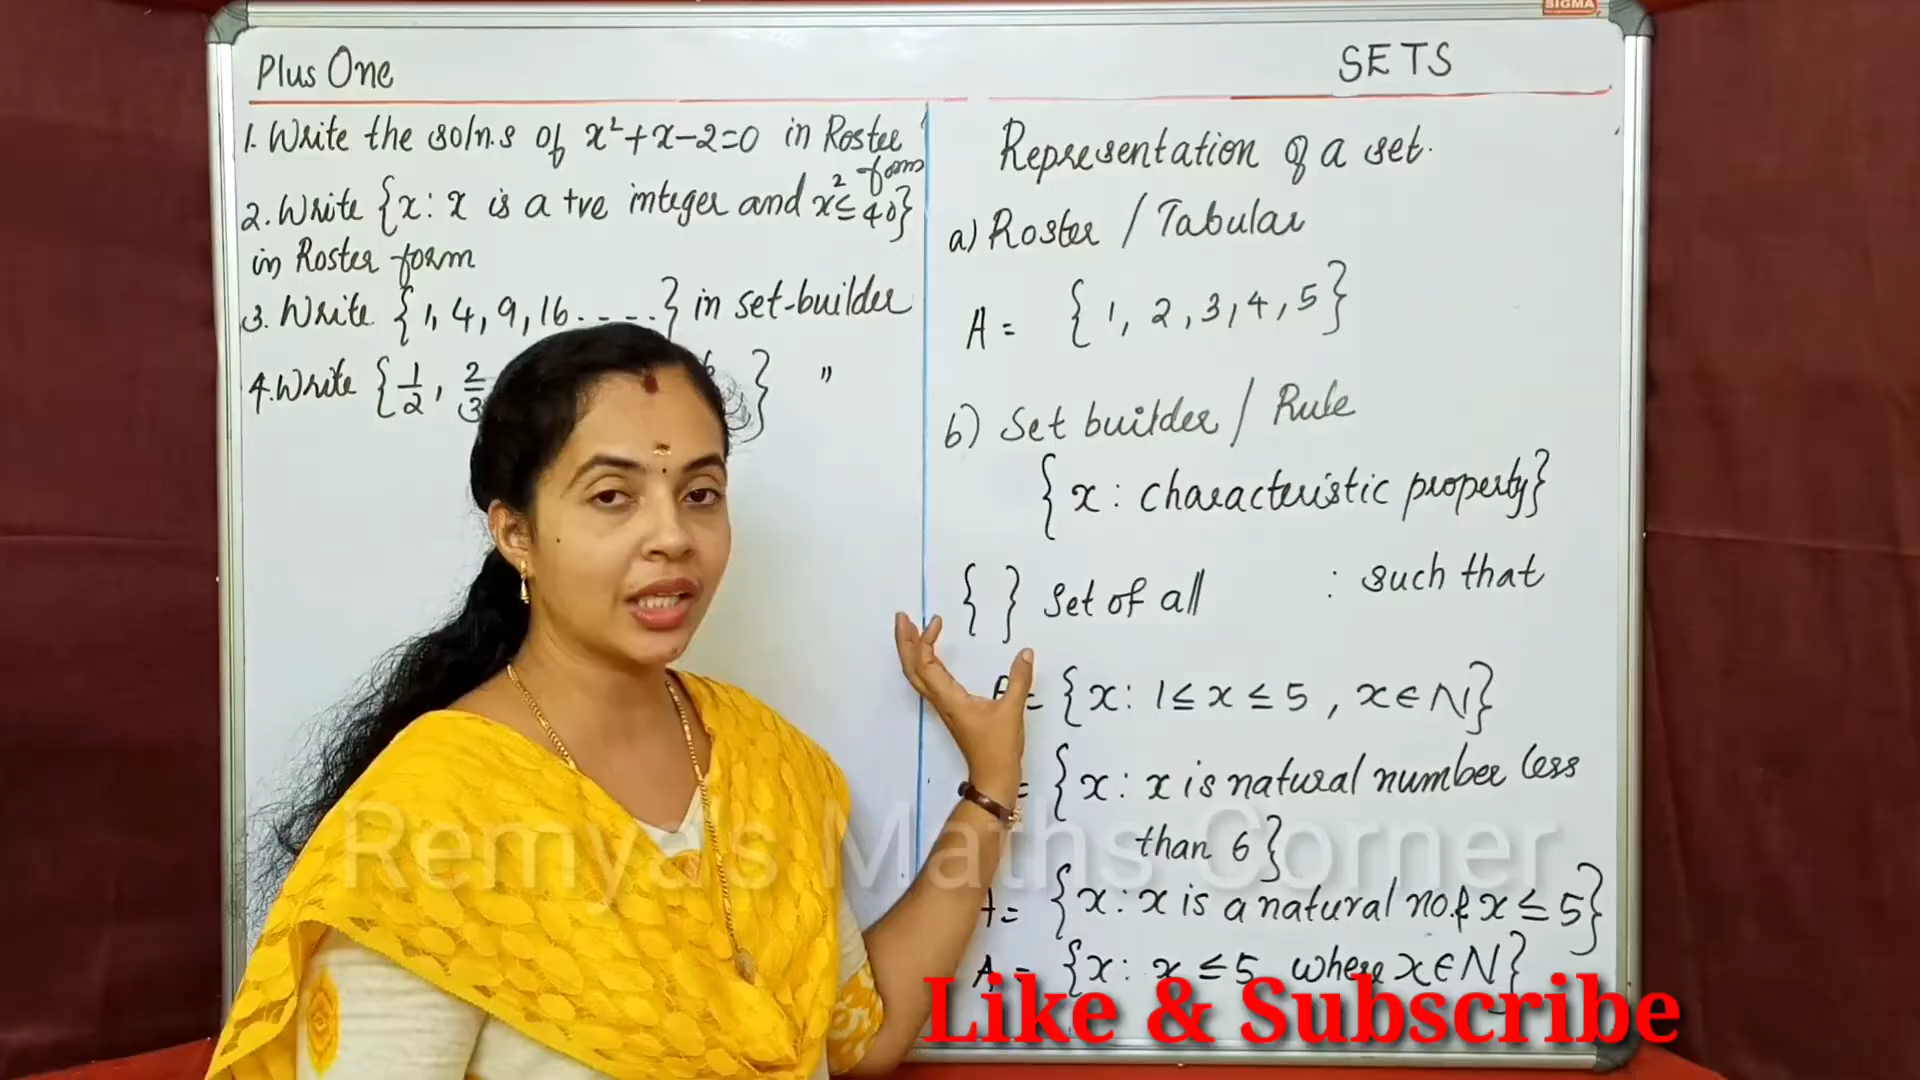 SIGMA
Plus One
SETS
1. Write the soln.s of x²+x-2=0 in Roster form
2. Write {x: x is a +ve integer and x² ≤ 40}
in Roster form
3. Write {1, 4, 9, 16 - - - -} in set-builder
4. Write {1/2, 2/3 } "
Representation of a set.
a) Roster / Tabular
A = {1, 2, 3, 4, 5}
b) Set builder / Rule
{x : characteristic property}
{ } Set of all : such that
= {x: 1 ≤ x ≤ 5, x ∈ N}
= {x: x is natural number less
than 6}
A = {x: x is a natural no. & x ≤ 5}
A = {x: x ≤ 5 where x ∈ N}
Remya's Maths Corner
Like & Subscribe